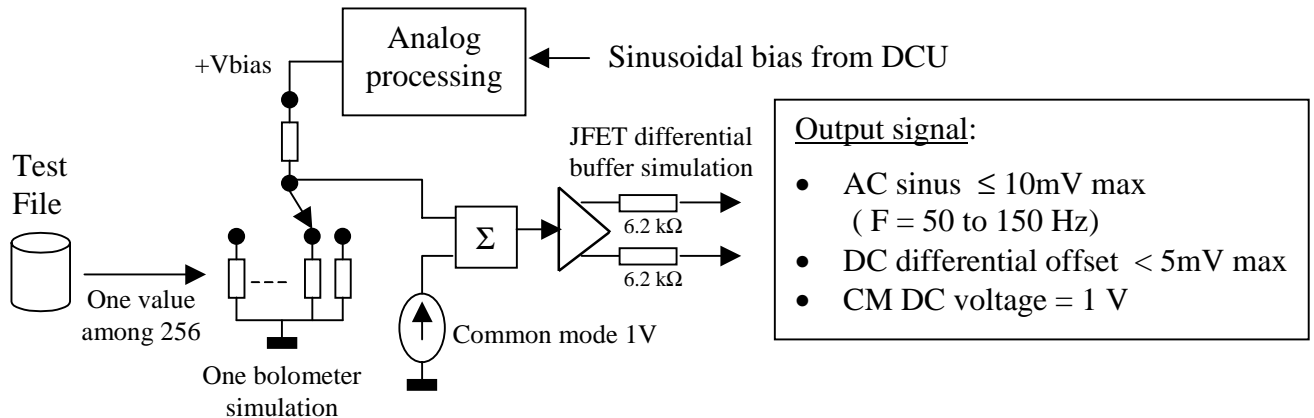 Analog
processing
Sinusoidal bias from DCU
+Vbias
JFET differential
buffer simulation
Test
File
6.2 kΩ
Σ
6.2 kΩ
One value
among 256
Common mode 1V
One bolometer
simulation
Output signal:
• AC sinus ≤ 10mV max
( F = 50 to 150 Hz)
• DC differential offset < 5mV max
• CM DC voltage = 1 V